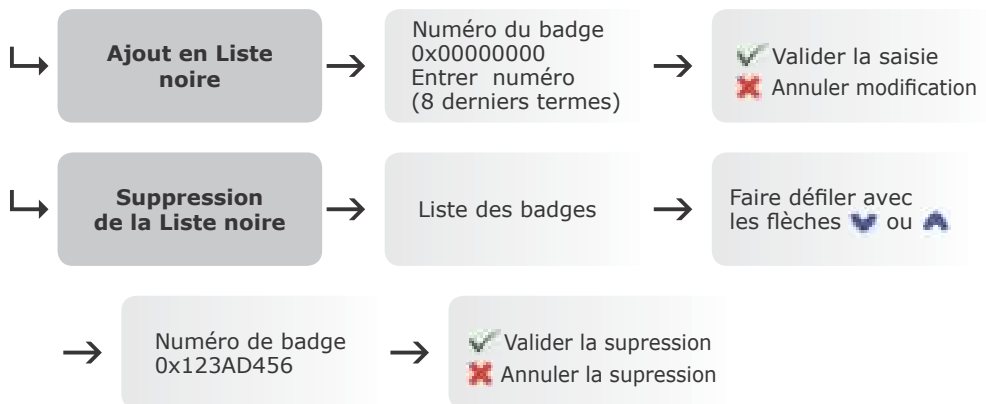 Ajout en Liste
noire
Numéro du badge
0x00000000
Entrer numéro
(8 derniers termes)
Valider la saisie
Annuler modification
Suppression
de la Liste noire
Liste des badges
Faire défiler avec
les flèches ou
Numéro de badge
0x123AD456
Valider la supression
Annuler la supression